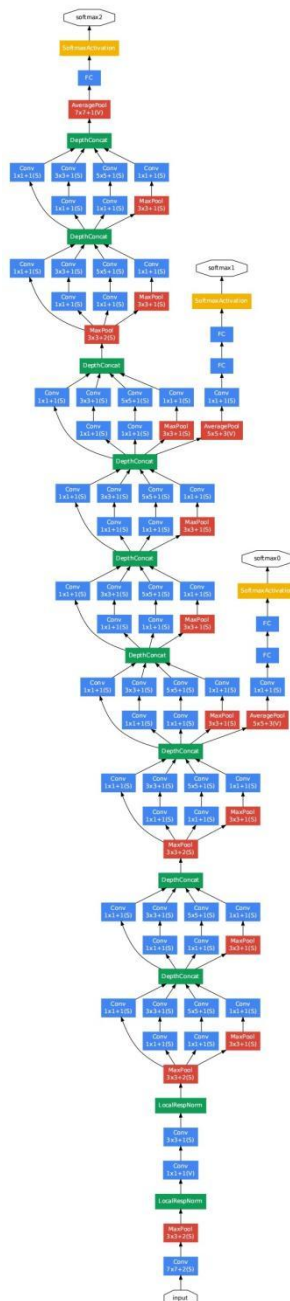 softmax2
SoftmaxActivation
FC
AveragePool
7x7+1(V)
DepthConcat
Conv Conv Conv Conv
1x1+1(S) 3x3+1(S) 5x5+1(S) 1x1+1(S)
Conv Conv MaxPool
1x1+1(S) 1x1+1(S) 3x3+1(S)
DepthConcat
Conv Conv Conv Conv
1x1+1(S) 3x3+1(S) 5x5+1(S) 1x1+1(S)
softmax1
Conv Conv MaxPool
1x1+1(S) 1x1+1(S) 3x3+1(S)
SoftmaxActivation
MaxPool
3x3+2(S)
FC
DepthConcat
FC
Conv Conv Conv Conv Conv
1x1+1(S) 3x3+1(S) 5x5+1(S) 1x1+1(S) 1x1+1(S)
Conv Conv MaxPool AveragePool
1x1+1(S) 1x1+1(S) 3x3+1(S) 5x5+3(V)
DepthConcat
Conv Conv Conv Conv
1x1+1(S) 3x3+1(S) 5x5+1(S) 1x1+1(S)
Conv Conv MaxPool
1x1+1(S) 1x1+1(S) 3x3+1(S)
DepthConcat
softmax0
Conv Conv Conv Conv
1x1+1(S) 3x3+1(S) 5x5+1(S) 1x1+1(S)
SoftmaxActivation
Conv Conv MaxPool
1x1+1(S) 1x1+1(S) 3x3+1(S)
FC
DepthConcat
FC
Conv Conv Conv Conv Conv
1x1+1(S) 3x3+1(S) 5x5+1(S) 1x1+1(S) 1x1+1(S)
Conv Conv MaxPool AveragePool
1x1+1(S) 1x1+1(S) 3x3+1(S) 5x5+3(V)
DepthConcat
Conv Conv Conv Conv
1x1+1(S) 3x3+1(S) 5x5+1(S) 1x1+1(S)
Conv Conv MaxPool
1x1+1(S) 1x1+1(S) 3x3+1(S)
MaxPool
3x3+2(S)
DepthConcat
Conv Conv Conv Conv
1x1+1(S) 3x3+1(S) 5x5+1(S) 1x1+1(S)
Conv Conv MaxPool
1x1+1(S) 1x1+1(S) 3x3+1(S)
DepthConcat
Conv Conv Conv Conv
1x1+1(S) 3x3+1(S) 5x5+1(S) 1x1+1(S)
Conv Conv MaxPool
1x1+1(S) 1x1+1(S) 3x3+1(S)
MaxPool
3x3+2(S)
LocalRespNorm
Conv
3x3+1(S)
Conv
1x1+1(V)
LocalRespNorm
MaxPool
3x3+2(S)
Conv
7x7+2(S)
input